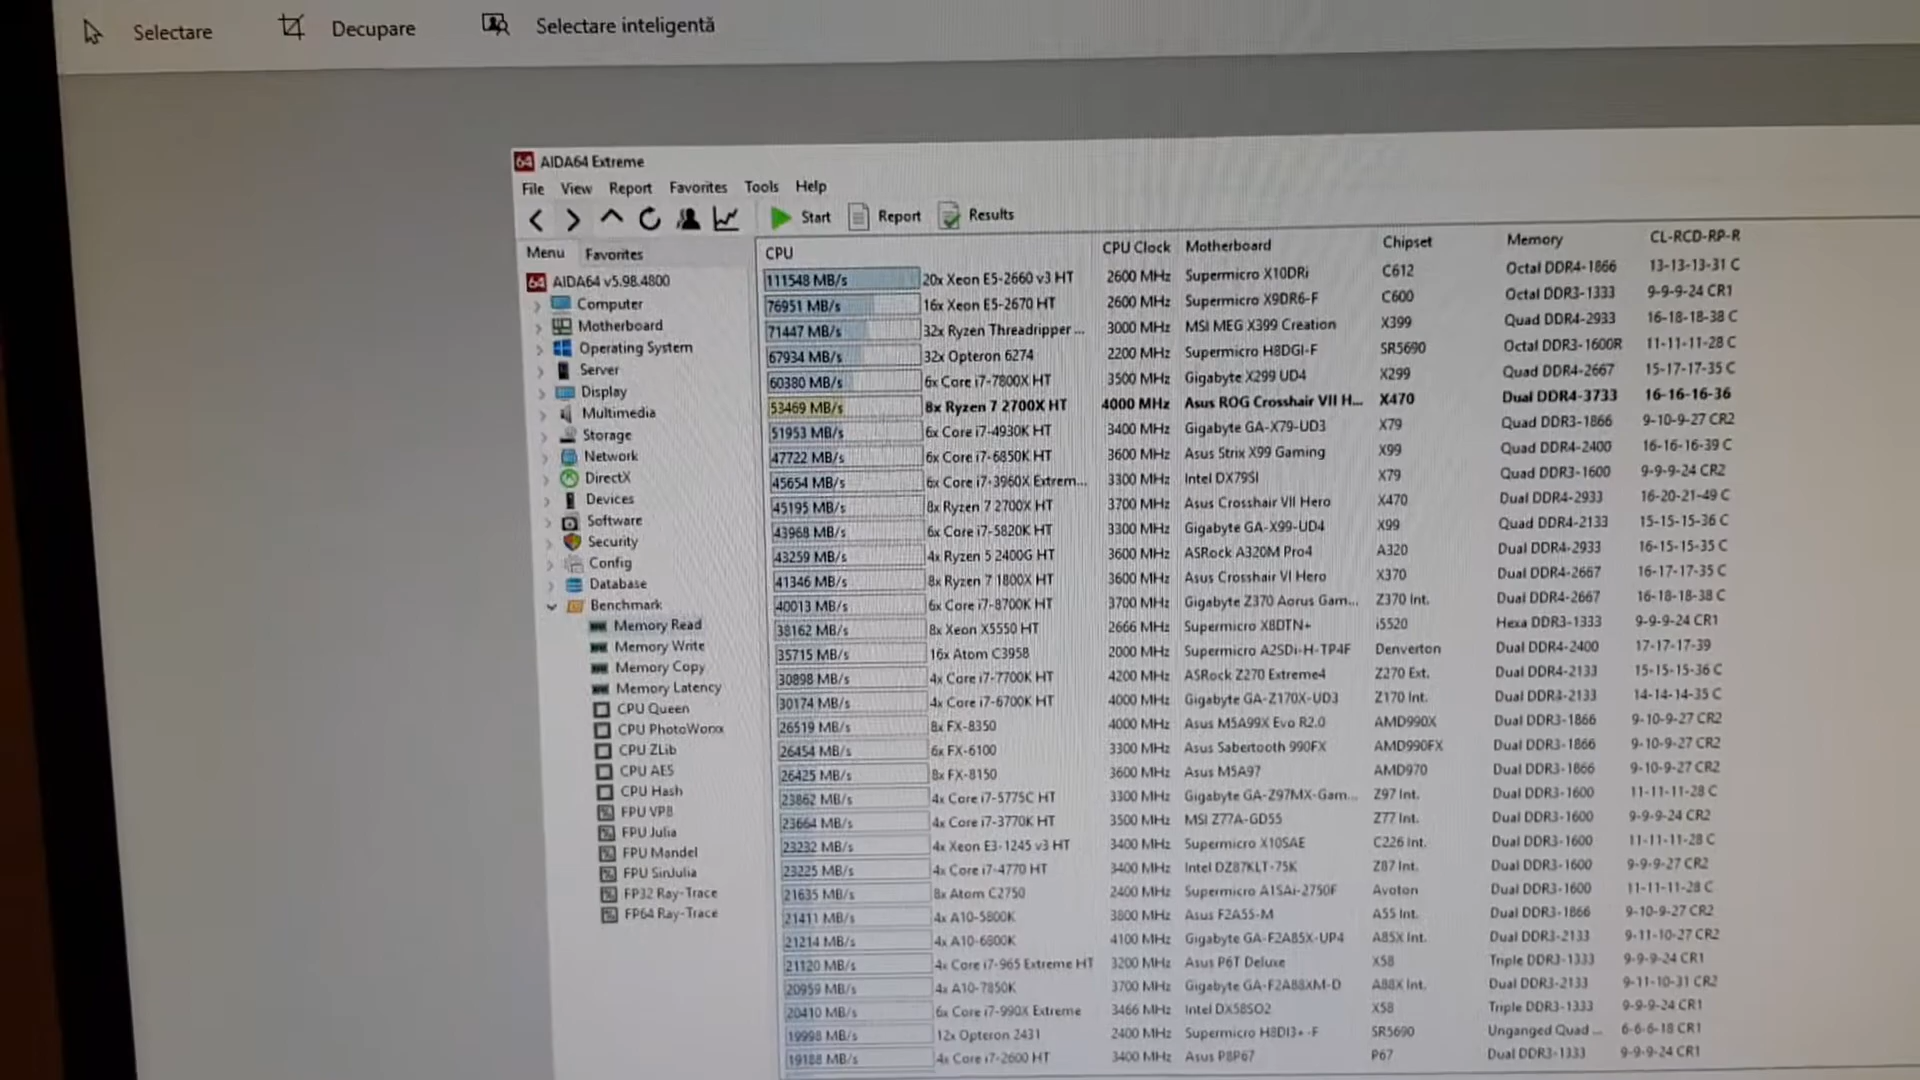 Selectare Decupare Selectare inteligentă
64 AIDA64 Extreme
File View Report Favorites Tools Help
Start Report Results
Menu Favorites
64 AIDA64 v5.98.4800
Computer
Motherboard
Operating System
Server
Display
Multimedia
Storage
Network
DirectX
Devices
Software
Security
Config
Database
Benchmark
Memory Read
Memory Write
Memory Copy
Memory Latency
CPU Queen
CPU PhotoWorxx
CPU ZLib
CPU AES
CPU Hash
FPU VP8
FPU Julia
FPU Mandel
FPU SinJulia
FP32 Ray-Trace
FP64 Ray-Trace
CPU CPU Clock Motherboard Chipset Memory CL-RCD-RP-R
111548 MB/s 20x Xeon E5-2660 v3 HT 2600 MHz Supermicro X10DRi C612 Octal DDR4-1866 13-13-13-31 C
76951 MB/s 16x Xeon E5-2670 HT 2600 MHz Supermicro X9DR6-F C600 Octal DDR3-1333 9-9-9-24 CR1
71447 MB/s 32x Ryzen Threadripper ... 3000 MHz MSI MEG X399 Creation X399 Quad DDR4-2933 16-18-18-38 C
67934 MB/s 32x Opteron 6274 2200 MHz Supermicro H8DGI-F SR5690 Octal DDR3-1600R 11-11-11-28 C
60380 MB/s 6x Core i7-7800X HT 3500 MHz Gigabyte X299 UD4 X299 Quad DDR4-2667 15-17-17-35 C
53469 MB/s 8x Ryzen 7 2700X HT 4000 MHz Asus ROG Crosshair VII H... X470 Dual DDR4-3733 16-16-16-36
51953 MB/s 6x Core i7-4930K HT 3400 MHz Gigabyte GA-X79-UD3 X79 Quad DDR3-1866 9-10-9-27 CR2
47722 MB/s 6x Core i7-6850K HT 3600 MHz Asus Strix X99 Gaming X99 Quad DDR4-2400 16-16-16-39 C
45654 MB/s 6x Core i7-3960X Extrem... 3300 MHz Intel DX79SI X79 Quad DDR3-1600 9-9-9-24 CR2
45195 MB/s 8x Ryzen 7 2700X HT 3700 MHz Asus Crosshair VII Hero X470 Dual DDR4-2933 16-20-21-49 C
43968 MB/s 6x Core i7-5820K HT 3300 MHz Gigabyte GA-X99-UD4 X99 Quad DDR4-2133 15-15-15-36 C
43259 MB/s 4x Ryzen 5 2400G HT 3600 MHz ASRock A320M Pro4 A320 Dual DDR4-2933 16-15-15-35 C
41346 MB/s 8x Ryzen 7 1800X HT 3600 MHz Asus Crosshair VI Hero X370 Dual DDR4-2667 16-17-17-35 C
40013 MB/s 6x Core i7-8700K HT 3700 MHz Gigabyte Z370 Aorus Gam... Z370 Int. Dual DDR4-2667 16-18-18-38 C
38162 MB/s 8x Xeon X5550 HT 2666 MHz Supermicro X8DTN+ i5520 Hexa DDR3-1333 9-9-9-24 CR1
35715 MB/s 16x Atom C3958 2000 MHz Supermicro A2SDi-H-TP4F Denverton Dual DDR4-2400 17-17-17-39
30898 MB/s 4x Core i7-7700K HT 4200 MHz ASRock Z270 Extreme4 Z270 Ext. Dual DDR4-2133 15-15-15-36 C
30174 MB/s 4x Core i7-6700K HT 4000 MHz Gigabyte GA-Z170X-UD3 Z170 Int. Dual DDR4-2133 14-14-14-35 C
26519 MB/s 8x FX-8350 4000 MHz Asus M5A99X Evo R2.0 AMD990X Dual DDR3-1866 9-10-9-27 CR2
26454 MB/s 6x FX-6100 3300 MHz Asus Sabertooth 990FX AMD990FX Dual DDR3-1866 9-10-9-27 CR2
26425 MB/s 8x FX-8150 3600 MHz Asus M5A97 AMD970 Dual DDR3-1866 9-10-9-27 CR2
23862 MB/s 4x Core i7-5775C HT 3300 MHz Gigabyte GA-Z97MX-Gam... Z97 Int. Dual DDR3-1600 11-11-11-28 C
23664 MB/s 4x Core i7-3770K HT 3500 MHz MSI Z77A-GD55 Z77 Int. Dual DDR3-1600 9-9-9-24 CR2
23232 MB/s 4x Xeon E3-1245 v3 HT 3400 MHz Supermicro X10SAE C226 Int. Dual DDR3-1600 11-11-11-28 C
23225 MB/s 4x Core i7-4770 HT 3400 MHz Intel DZ87KLT-75K Z87 Int. Dual DDR3-1600 9-9-9-27 CR2
21635 MB/s 8x Atom C2750 2400 MHz Supermicro A1SAi-2750F Avoton Dual DDR3-1600 11-11-11-28 C
21411 MB/s 4x A10-5800K 3800 MHz Asus F2A55-M A55 Int. Dual DDR3-1866 9-10-9-27 CR2
21214 MB/s 4x A10-6800K 4100 MHz Gigabyte GA-F2A85X-UP4 A85X Int. Dual DDR3-2133 9-11-10-27 CR2
21120 MB/s 4x Core i7-965 Extreme HT 3200 MHz Asus P6T Deluxe X58 Triple DDR3-1333 9-9-9-24 CR1
20959 MB/s 4x A10-7850K 3700 MHz Gigabyte GA-F2A88XM-D A88X Int. Dual DDR3-2133 9-11-10-31 CR2
20410 MB/s 6x Core i7-990X Extreme 3466 MHz Intel DX58SO2 X58 Triple DDR3-1333 9-9-9-24 CR1
19998 MB/s 12x Opteron 2431 2400 MHz Supermicro H8DI3+-F SR5690 Unganged Quad ... 6-6-6-18 CR1
19188 MB/s 4x Core i7-2600 HT 3400 MHz Asus P8P67 P67 Dual DDR3-1333 9-9-9-24 CR1